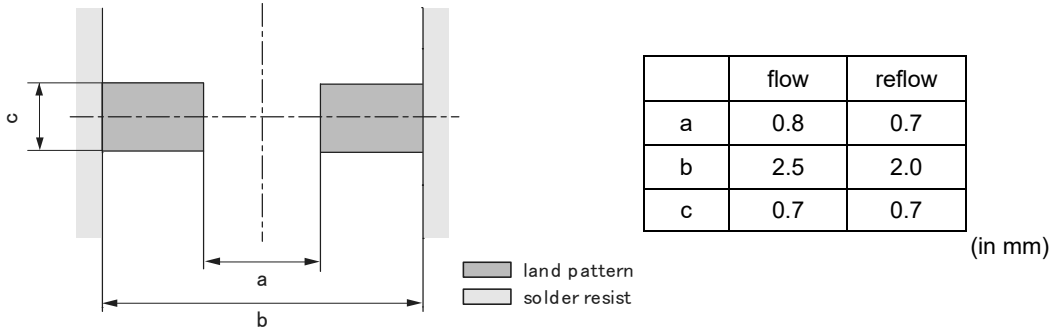 c
a
b
land pattern
solder resist
flow reflow
a 0.8 0.7
b 2.5 2.0
c 0.7 0.7
(in mm)